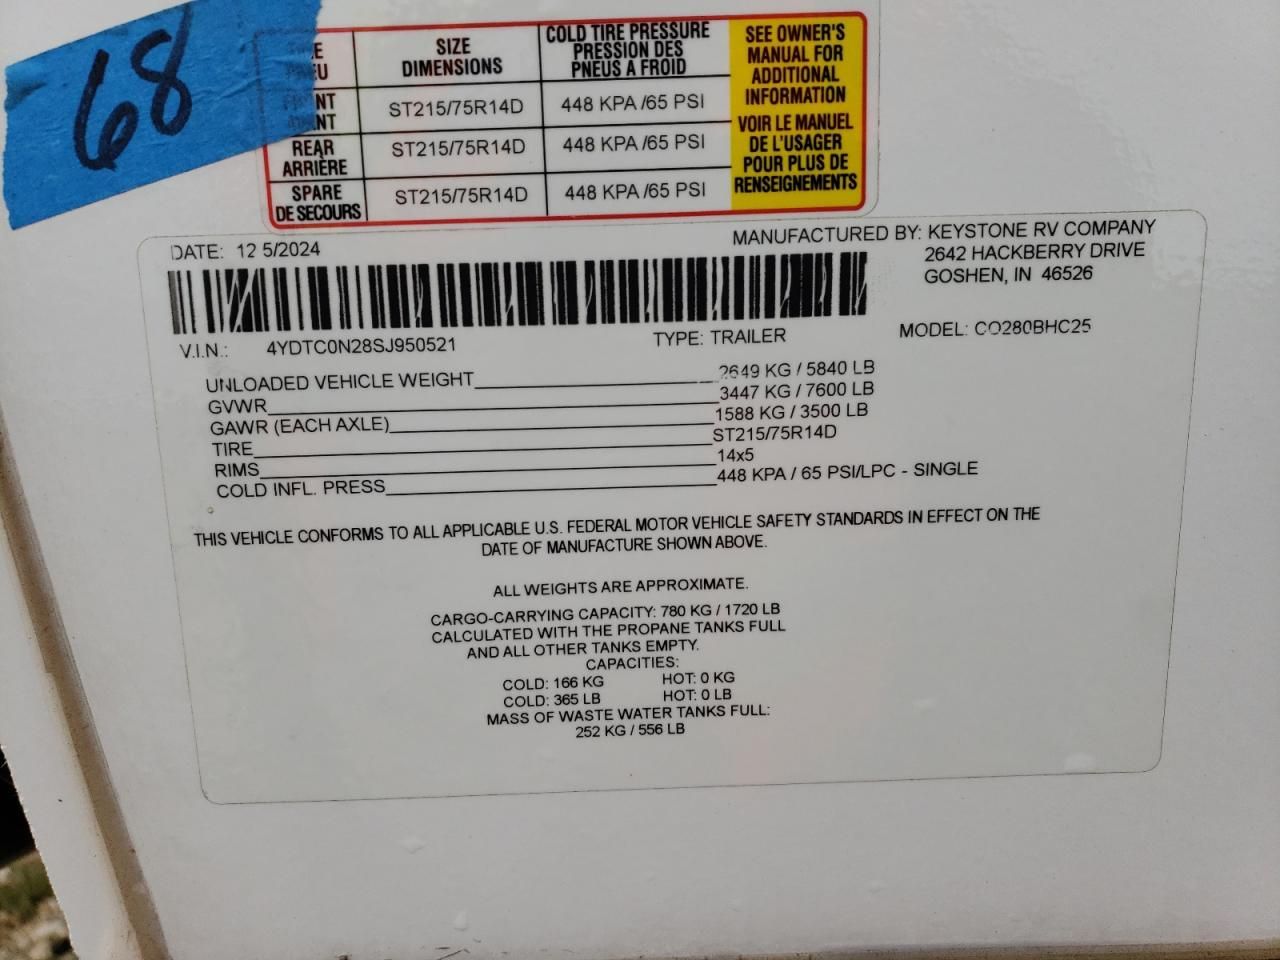 68
SIZE
DIMENSIONS
COLD TIRE PRESSURE
PRESSION DES
PNEUS A FROID
ST215/75R14D
448 KPA /65 PSI
REAR
ARRIÈRE
ST215/75R14D
448 KPA /65 PSI
SPARE
DE SECOURS
ST215/75R14D
448 KPA /65 PSI
SEE OWNER'S
MANUAL FOR
ADDITIONAL
INFORMATION
VOIR LE MANUEL
DE L'USAGER
POUR PLUS DE
RENSEIGNEMENTS
DATE: 12 5/2024
MANUFACTURED BY: KEYSTONE RV COMPANY
2642 HACKBERRY DRIVE
GOSHEN, IN 46526
V.I.N.: 4YDTC0N28SJ950521
TYPE: TRAILER
MODEL: CO280BHC25
UNLOADED VEHICLE WEIGHT 2649 KG / 5840 LB
GVWR 3447 KG / 7600 LB
GAWR (EACH AXLE) 1588 KG / 3500 LB
TIRE ST215/75R14D
RIMS 14x5
COLD INFL. PRESS 448 KPA / 65 PSI/LPC - SINGLE
THIS VEHICLE CONFORMS TO ALL APPLICABLE U.S. FEDERAL MOTOR VEHICLE SAFETY STANDARDS IN EFFECT ON THE
DATE OF MANUFACTURE SHOWN ABOVE.
ALL WEIGHTS ARE APPROXIMATE.
CARGO-CARRYING CAPACITY: 780 KG / 1720 LB
CALCULATED WITH THE PROPANE TANKS FULL
AND ALL OTHER TANKS EMPTY.
CAPACITIES:
COLD: 166 KG HOT: 0 KG
COLD: 365 LB HOT: 0 LB
MASS OF WASTE WATER TANKS FULL:
252 KG / 556 LB